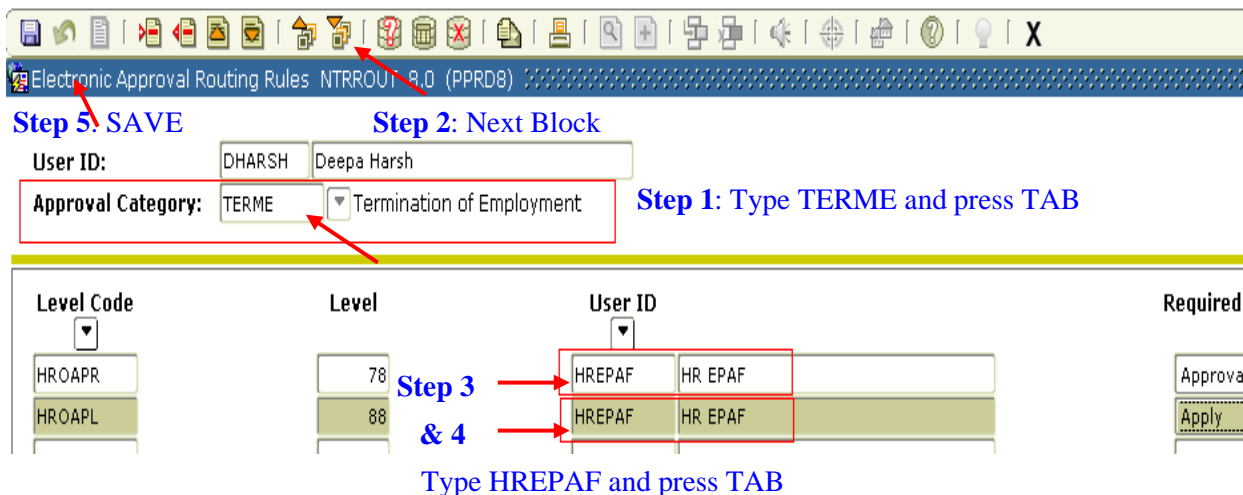 Electronic Approval Routing Rules NTRROUT 8.0 (PPRD8)
Step 5: SAVE
Step 2: Next Block
User ID: DHARSH Deepa Harsh
Approval Category: TERME Termination of Employment
Step 1: Type TERME and press TAB
Level Code Level User ID Required
HROAPR 78 HREPAF HR EPAF Approva
Step 3
HROAPL 88 HREPAF HR EPAF Apply
& 4
Type HREPAF and press TAB